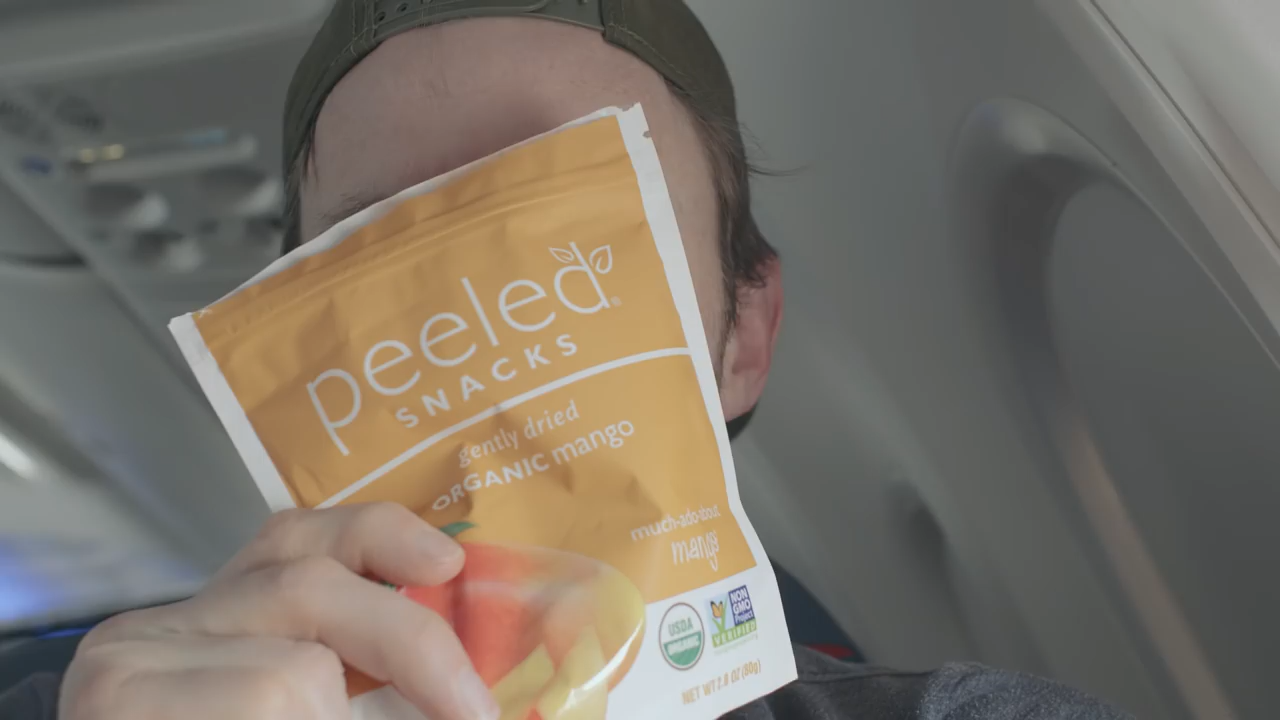 peeled®
SNACKS
gently dried
ORGANIC mango
much-ado-about
mango
USDA
ORGANIC
NON
GMO
Project
VERIFIED
NET WT 2.8 OZ (80g)